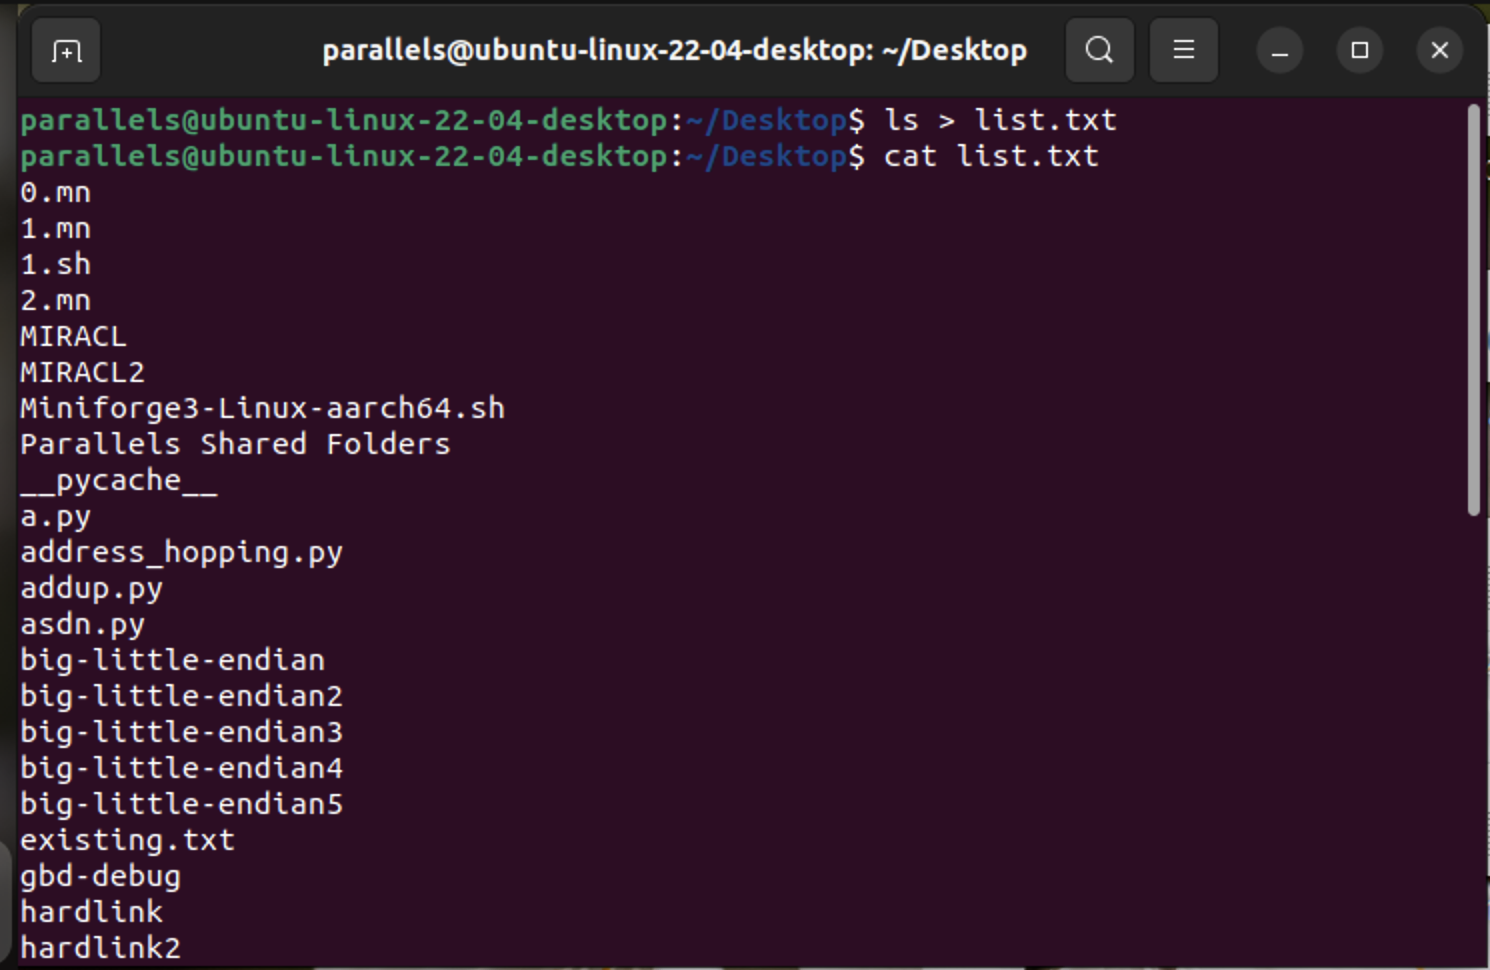 parallels@ubuntu-linux-22-04-desktop: ~/Desktop
parallels@ubuntu-linux-22-04-desktop:~/Desktop$ ls > list.txt
parallels@ubuntu-linux-22-04-desktop:~/Desktop$ cat list.txt
0.mn
1.mn
1.sh
2.mn
MIRACL
MIRACL2
Miniforge3-Linux-aarch64.sh
Parallels Shared Folders
__pycache__
a.py
address_hopping.py
addup.py
asdn.py
big-little-endian
big-little-endian2
big-little-endian3
big-little-endian4
big-little-endian5
existing.txt
gbd-debug
hardlink
hardlink2